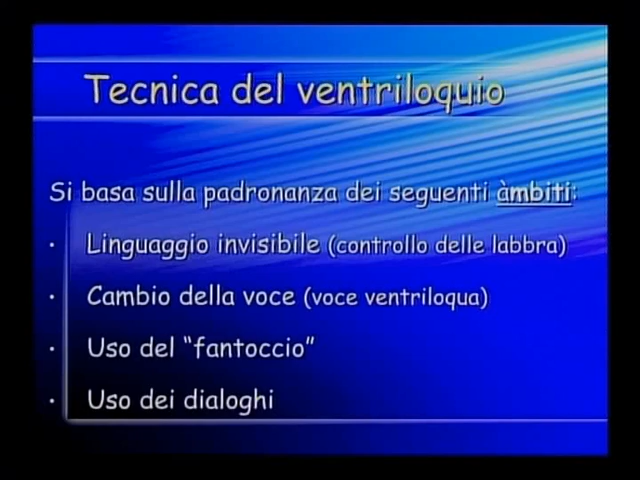 Tecnica del ventriloquio
Si basa sulla padronanza dei seguenti àmbiti:
• Linguaggio invisibile (controllo delle labbra)
• Cambio della voce (voce ventriloqua)
• Uso del “fantoccio”
• Uso dei dialoghi